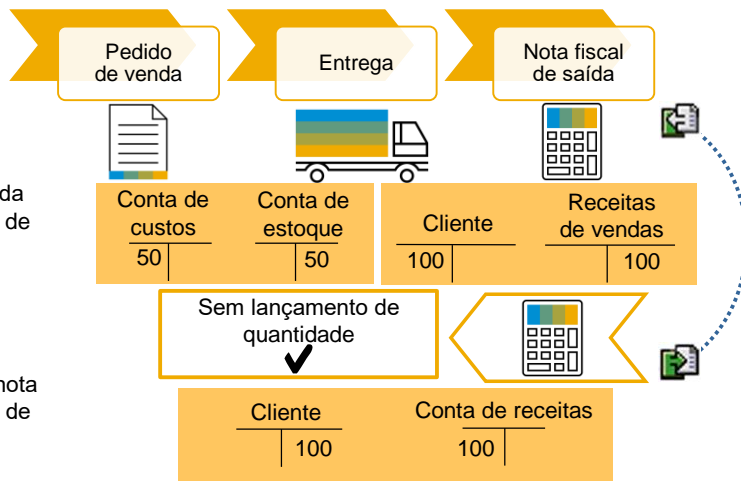 Pedido
de venda
Entrega
Nota fiscal
de saída
da
de
Conta de
custos
50
Conta de
estoque
50
Cliente
100
Receitas
de vendas
100
Sem lançamento de
quantidade
nota
de
Cliente
100
Conta de receitas
100